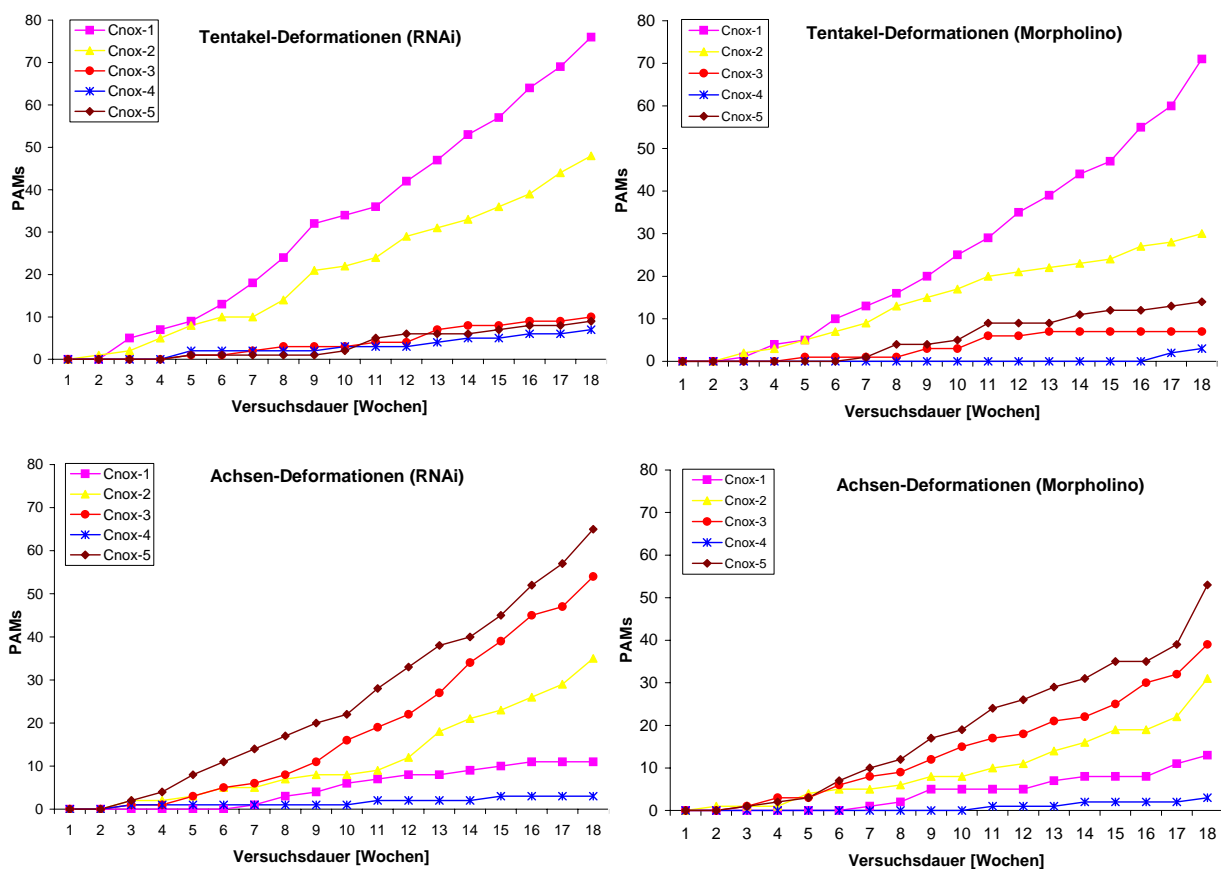 Tentakel-Deformationen (RNAi)
Cnox-1
Cnox-2
Cnox-3
Cnox-4
Cnox-5
PAMs
80
70
60
50
40
30
20
10
0
1 2 3 4 5 6 7 8 9 10 11 12 13 14 15 16 17 18
Versuchsdauer [Wochen]
Tentakel-Deformationen (Morpholino)
Cnox-1
Cnox-2
Cnox-3
Cnox-4
Cnox-5
PAMs
80
70
60
50
40
30
20
10
0
1 2 3 4 5 6 7 8 9 10 11 12 13 14 15 16 17 18
Versuchsdauer [Wochen]
Achsen-Deformationen (RNAi)
Cnox-1
Cnox-2
Cnox-3
Cnox-4
Cnox-5
PAMs
80
70
60
50
40
30
20
10
0
1 2 3 4 5 6 7 8 9 10 11 12 13 14 15 16 17 18
Versuchsdauer [Wochen]
Achsen-Deformationen (Morpholino)
Cnox-1
Cnox-2
Cnox-3
Cnox-4
Cnox-5
PAMs
80
70
60
50
40
30
20
10
0
1 2 3 4 5 6 7 8 9 10 11 12 13 14 15 16 17 18
Versuchsdauer [Wochen]